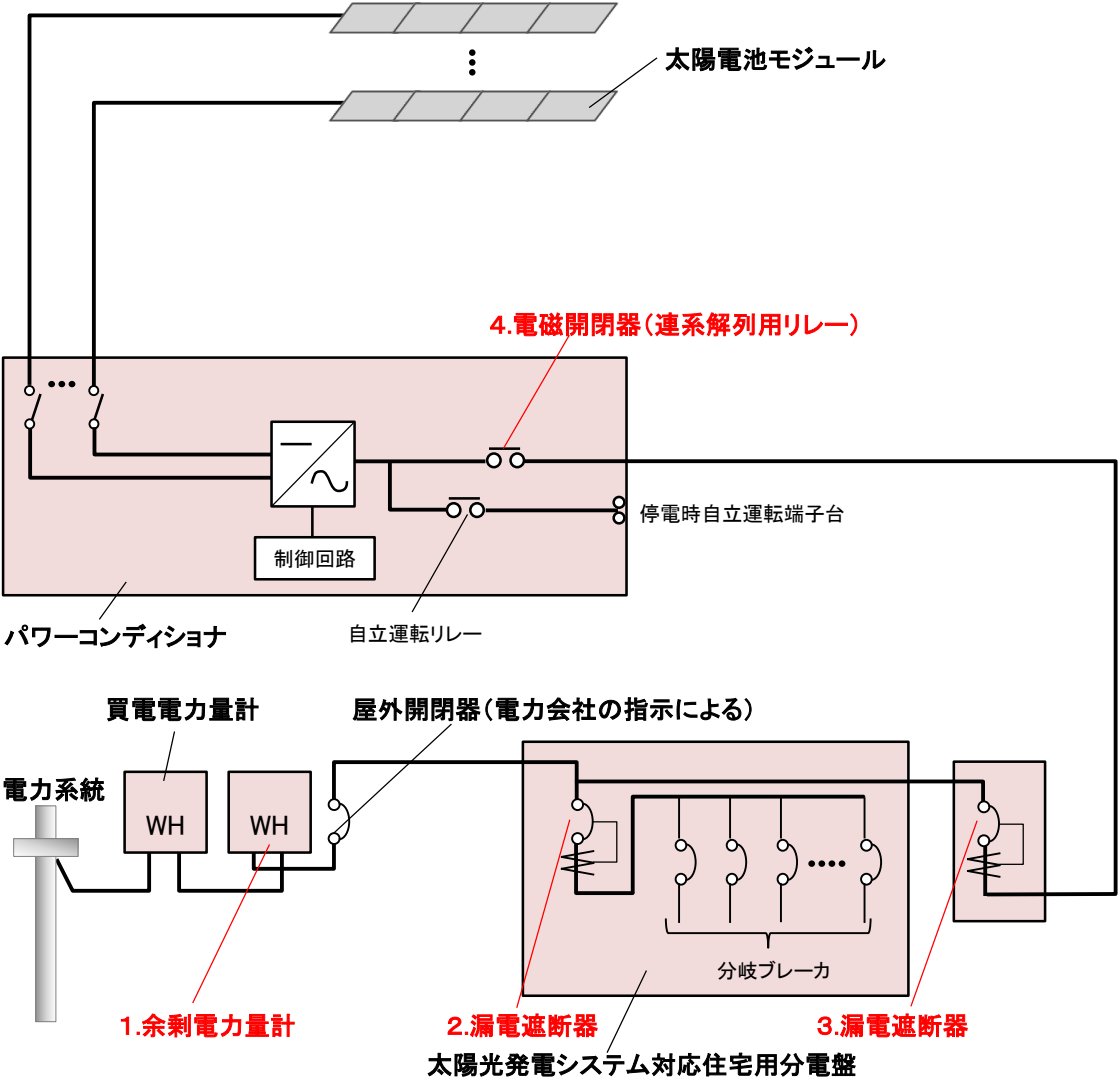 太陽電池モジュール
４.電磁開閉器（連系解列用リレー）
停電時自立運転端子台
制御回路
パワーコンディショナ
自立運転リレー
買電電力量計
屋外開閉器（電力会社の指示による）
電力系統
WH
WH
分岐ブレーカ
１.余剰電力量計
２.漏電遮断器
３.漏電遮断器
太陽光発電システム対応住宅用分電盤